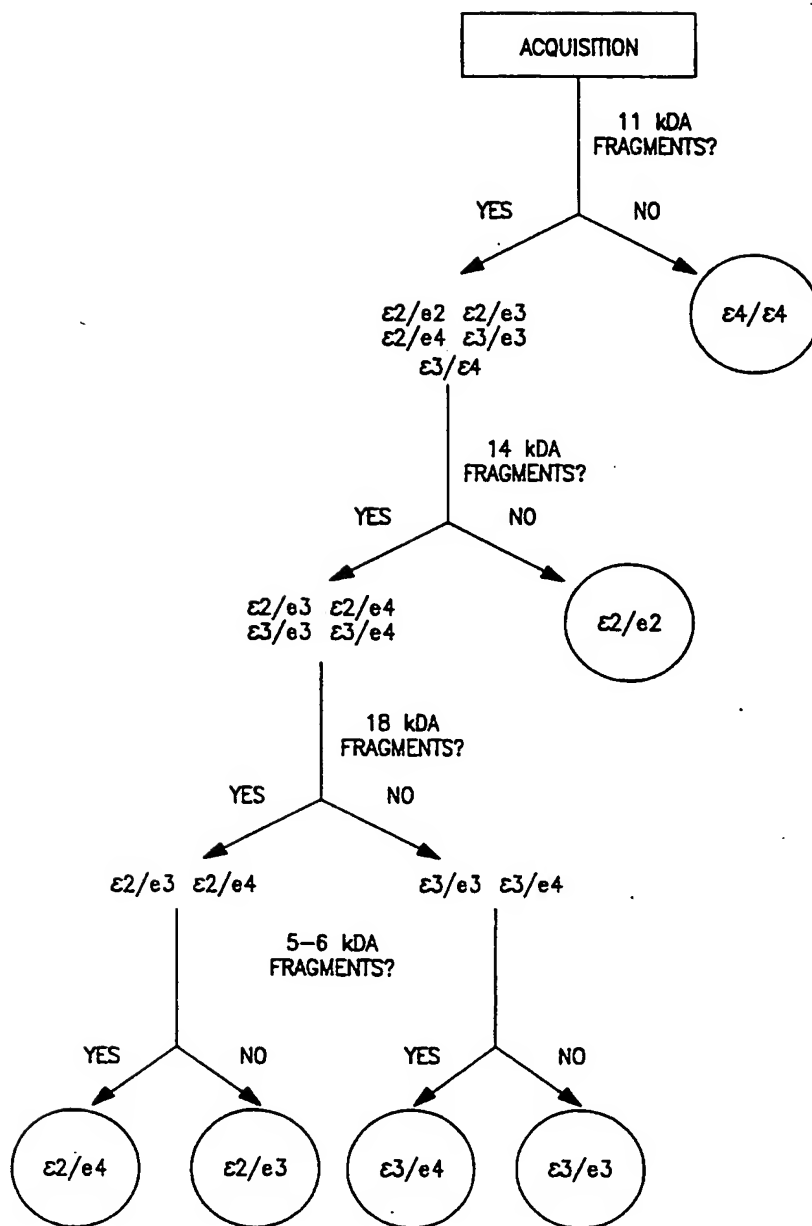 ACQUISITION
11 kDA
FRAGMENTS?
YES NO
ε2/e2 ε2/e3
ε2/e4 ε3/e3
ε3/ε4
ε4/ε4
14 kDA
FRAGMENTS?
YES NO
ε2/e3 ε2/e4
ε3/e3 ε3/e4
ε2/e2
18 kDA
FRAGMENTS?
YES NO
ε2/e3 ε2/e4 ε3/e3 ε3/e4
5-6 kDA
FRAGMENTS?
YES NO YES NO
ε2/e4 ε2/e3 ε3/e4 ε3/e3